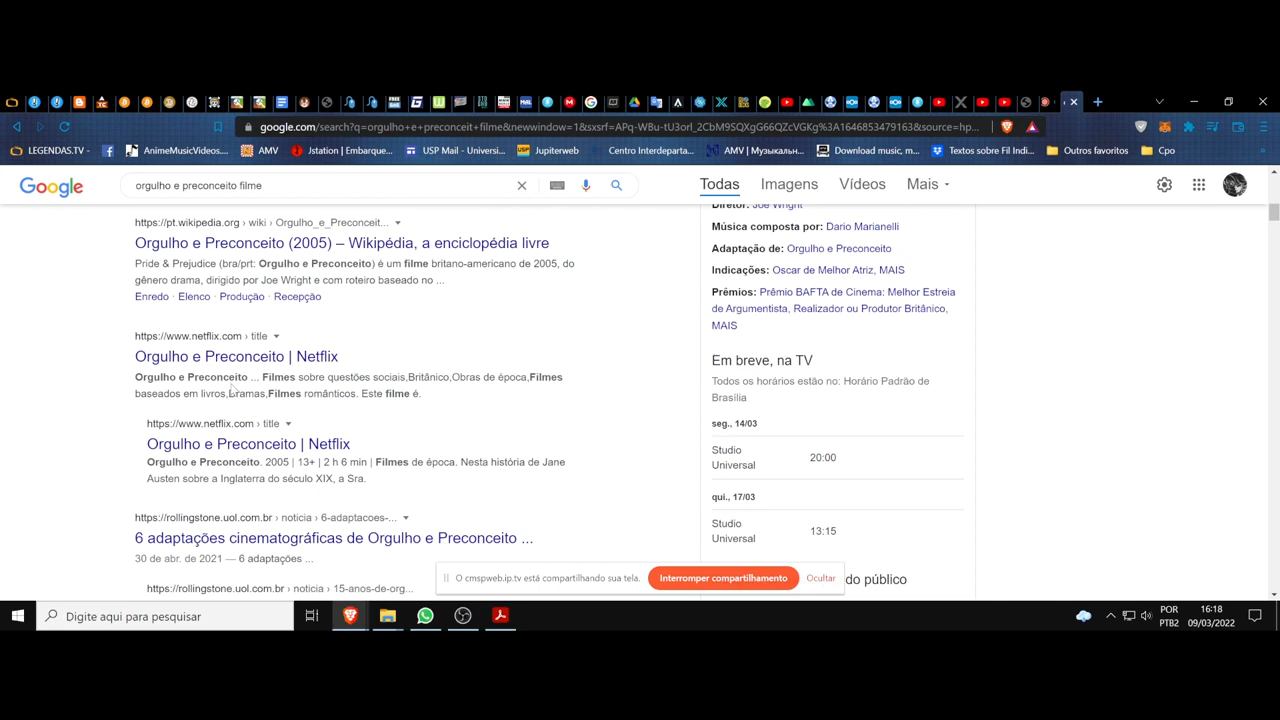 google.com/search?q=orgulho+e+preconceit+filme&newwindow=1&sxsrf=APq-WBu-tU3orl_2CbM9SQXgG66QZcVGKg%3A1646853479163&source=hp...
LEGENDAS.TV -
AnimeMusicVideos....
AMV
Jstation | Embarque...
USP Mail - Universi...
Jupiterweb
Centro Interdeparta...
AMV | Музыкальн...
Download music, m...
Textos sobre Fil Indi...
Outros favoritos
Cpo
Google
orgulho e preconceito filme
Todas
Imagens
Vídeos
Mais
https://pt.wikipedia.org › wiki › Orgulho_e_Preconceit...
Orgulho e Preconceito (2005) – Wikipédia, a enciclopédia livre
Pride & Prejudice (bra/prt: Orgulho e Preconceito) é um filme britano-americano de 2005, do
gênero drama, dirigido por Joe Wright e com roteiro baseado no ...
Enredo · Elenco · Produção · Recepção
https://www.netflix.com › title
Orgulho e Preconceito | Netflix
Orgulho e Preconceito ... Filmes sobre questões sociais,Britânico,Obras de época,Filmes
baseados em livros,Dramas,Filmes românticos. Este filme é.
https://www.netflix.com › title
Orgulho e Preconceito | Netflix
Orgulho e Preconceito. 2005 | 13+ | 2 h 6 min | Filmes de época. Nesta história de Jane
Austen sobre a Inglaterra do século XIX, a Sra.
https://rollingstone.uol.com.br › noticia › 6-adaptacoes-...
6 adaptações cinematográficas de Orgulho e Preconceito ...
30 de abr. de 2021 — 6 adaptações ...
https://rollingstone.uol.com.br › noticia › 15-anos-de-org...
Diretor: Joe Wright
Música composta por: Dario Marianelli
Adaptação de: Orgulho e Preconceito
Indicações: Oscar de Melhor Atriz, MAIS
Prêmios: Prêmio BAFTA de Cinema: Melhor Estreia
de Argumentista, Realizador ou Produtor Britânico,
MAIS
Em breve, na TV
Todos os horários estão no: Horário Padrão de
Brasília
seg., 14/03
Studio
Universal
20:00
qui., 17/03
Studio
Universal
13:15
do público
O cmspweb.ip.tv está compartilhando sua tela.
Interromper compartilhamento
Ocultar
Digite aqui para pesquisar
POR
PTB2
16:18
09/03/2022